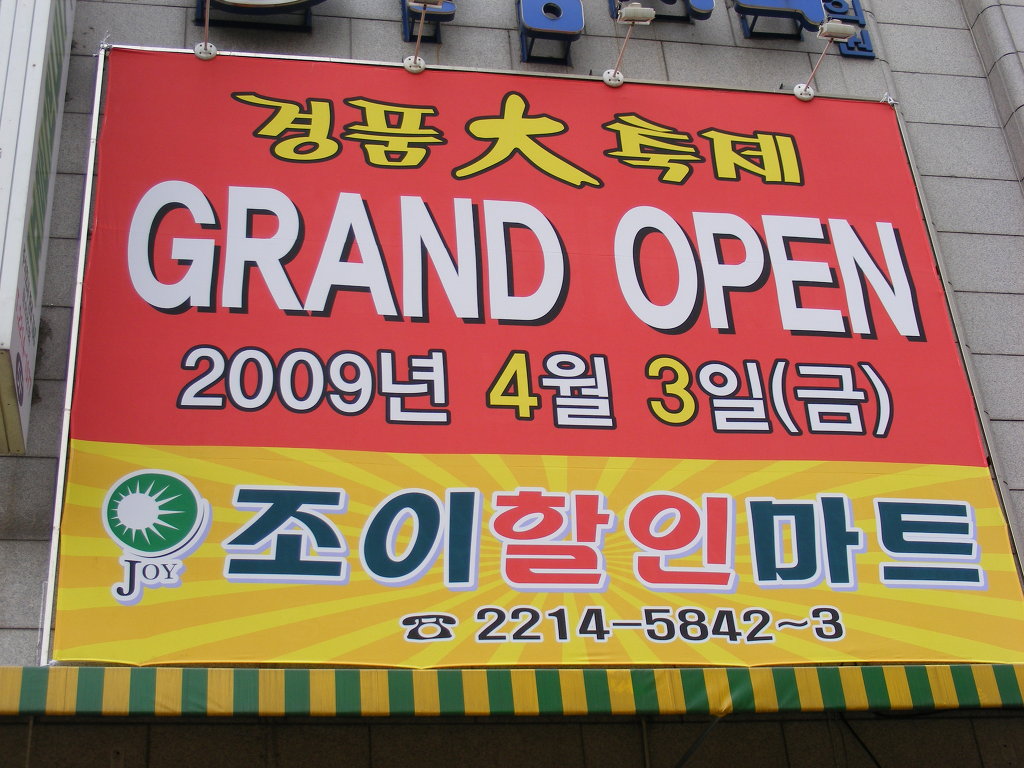 경품大축제
GRAND OPEN
2009년 4월 3일(금)
JOY
조이할인마트
☎ 2214-5842~3